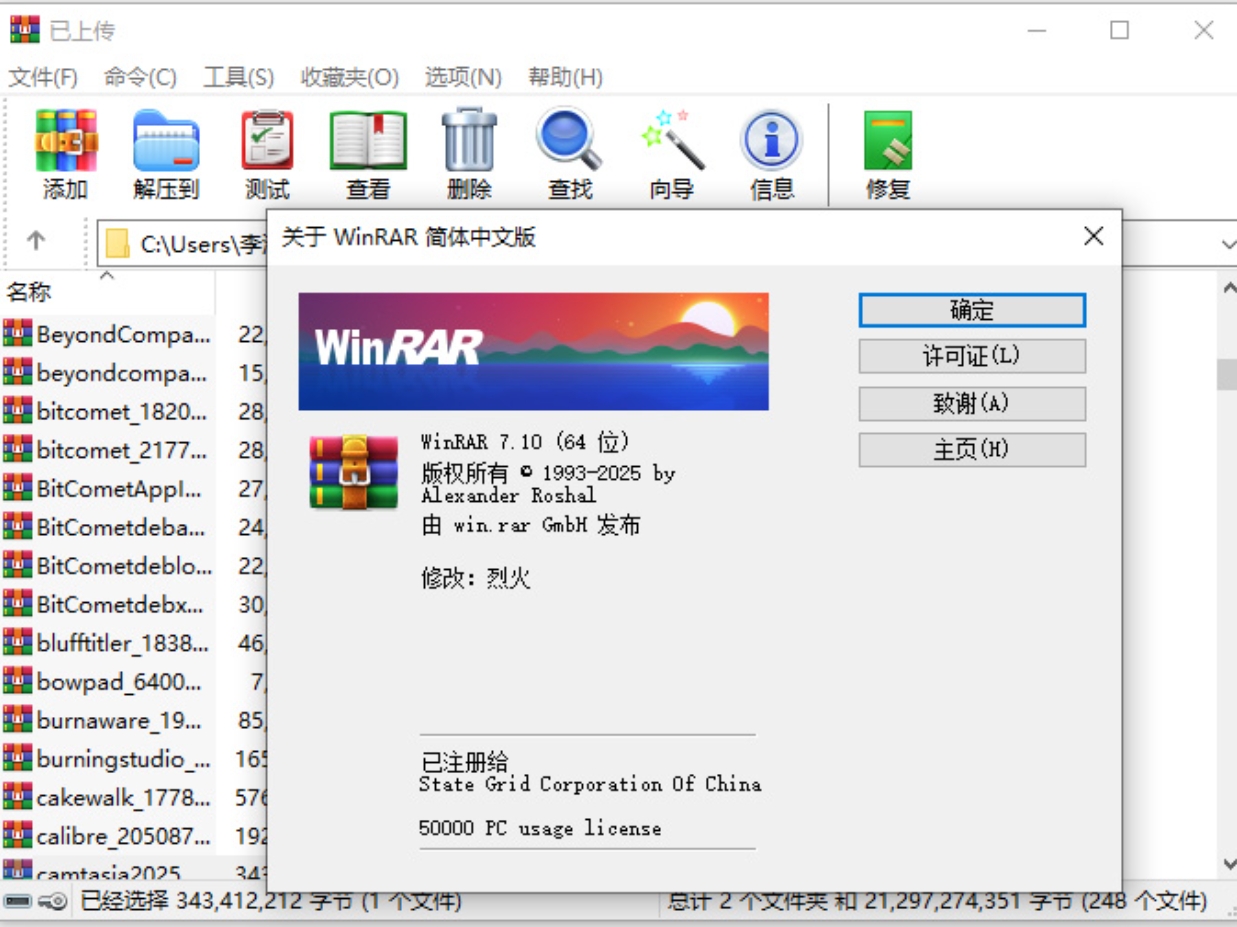 已上传
文件(F) 命令(C) 工具(S) 收藏夹(O) 选项(N) 帮助(H)
添加 解压到 测试 查看 删除 查找 向导 信息 修复
C:\Users\李
关于 WinRAR 简体中文版
名称
WinRAR
确定
许可证(L)
致谢(A)
主页(H)
WinRAR 7.10 (64 位)
版权所有 © 1993-2025 by
Alexander Roshal
由 win.rar GmbH 发布
修改：烈火
已注册给
State Grid Corporation Of China
50000 PC usage license
BeyondCompa... 22,
beyondcompa... 15,
bitcomet_1820... 28,
bitcomet_2177... 28,
BitCometAppI... 27,
BitCometdeba... 24,
BitCometdeblo... 22,
BitCometdebx... 30,
blufftitler_1838... 46,
bowpad_6400... 7,
burnaware_19... 85,
burningstudio_... 165
cakewalk_1778... 576
calibre_205087... 192
camtasia2025 343
已经选择 343,412,212 字节 (1 个文件)
总计 2 个文件夹 和 21,297,274,351 字节 (248 个文件)